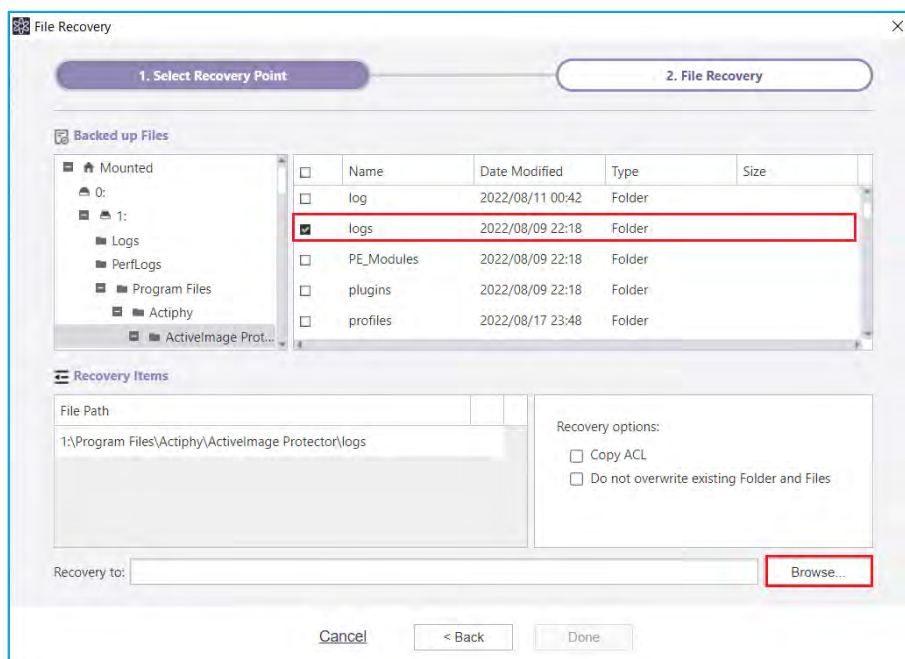 File Recovery
1. Select Recovery Point
2. File Recovery
Backed up Files
Mounted
0:
1:
Logs
PerfLogs
Program Files
Actiphy
ActiveImage Prot...
Name Date Modified Type Size
log 2022/08/11 00:42 Folder
logs 2022/08/09 22:18 Folder
PE_Modules 2022/08/09 22:18 Folder
plugins 2022/08/09 22:18 Folder
profiles 2022/08/17 23:48 Folder
Recovery Items
File Path
1:\Program Files\Actiphy\ActiveImage Protector\logs
Recovery options:
Copy ACL
Do not overwrite existing Folder and Files
Recovery to:
Browse...
Cancel
< Back
Done